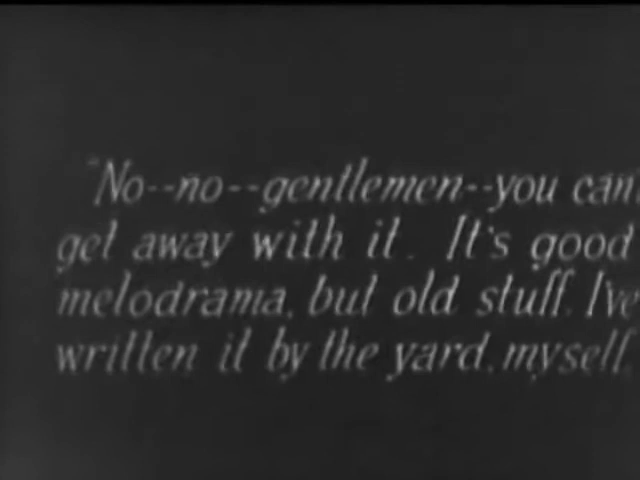 "No--no--gentlemen--you can'
get away with it. It's good
melodrama, but old stuff. I've
written it by the yard, myself,